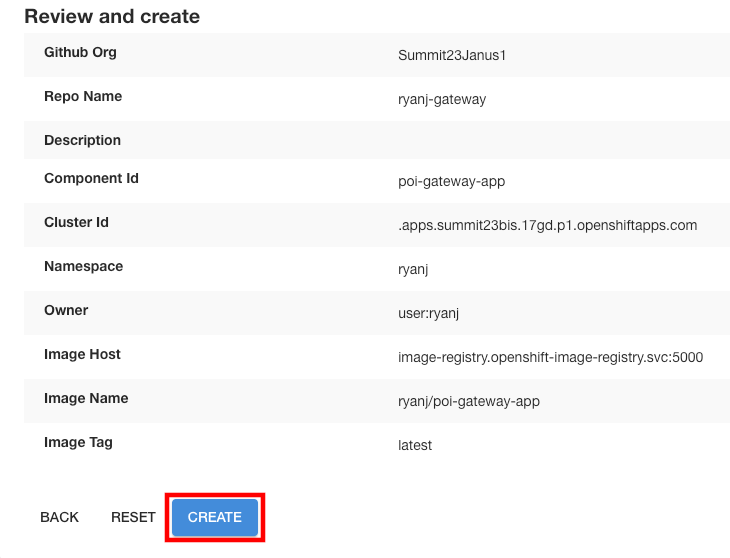 Review and create
Github Org Summit23Janus1
Repo Name ryanj-gateway
Description
Component Id poi-gateway-app
Cluster Id .apps.summit23bis.17gd.p1.openshiftapps.com
Namespace ryanj
Owner user:ryanj
Image Host image-registry.openshift-image-registry.svc:5000
Image Name ryanj/poi-gateway-app
Image Tag latest
BACK RESET CREATE